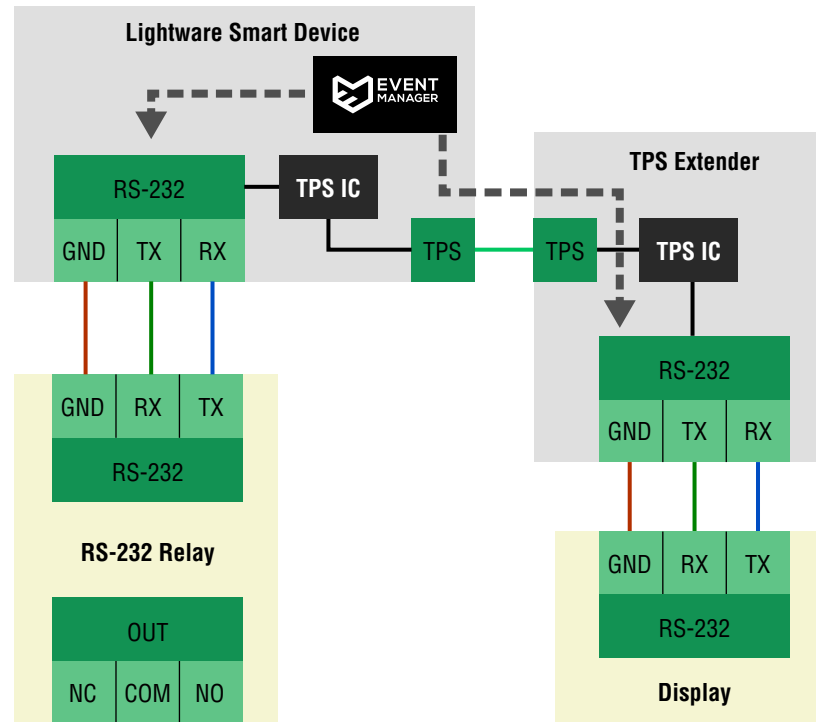 Lightware Smart Device
EVENT
MANAGER
RS-232
TPS IC
GND TX RX
TPS
TPS Extender
TPS
TPS IC
RS-232
GND TX RX
GND RX TX
RS-232
RS-232 Relay
OUT
NC COM NO
GND RX TX
RS-232
Display